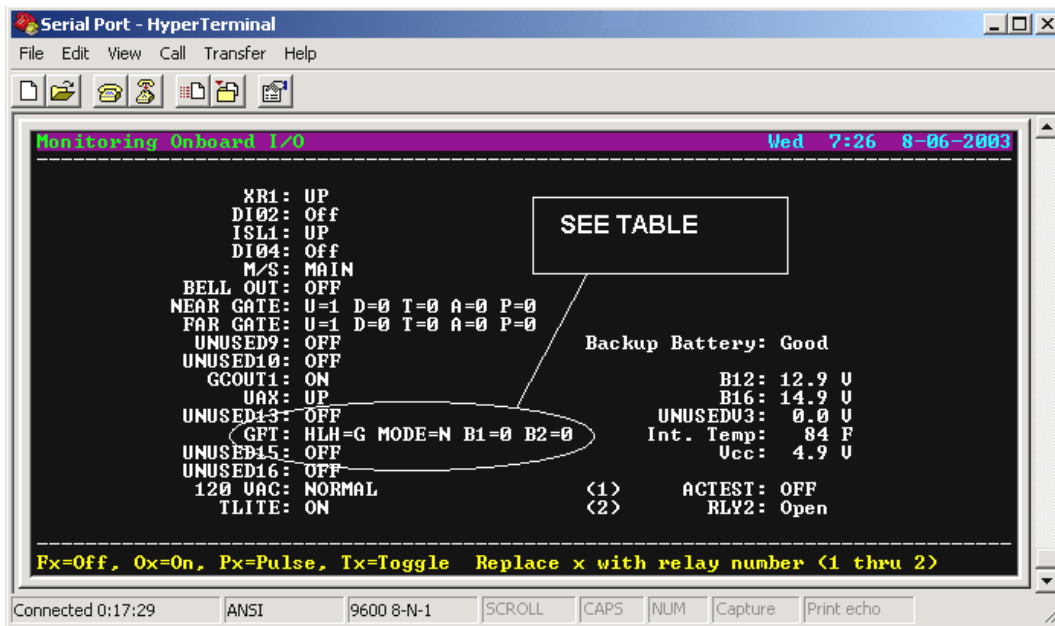 Serial Port - HyperTerminal
File Edit View Call Transfer Help
Monitoring Onboard I/O Wed 7:26 8-06-2003
XR1: UP
DI02: Off
ISL1: UP
DI04: Off
M/S: MAIN
BELL OUT: OFF
NEAR GATE: U=1 D=0 T=0 A=0 P=0
FAR GATE: U=1 D=0 T=0 A=0 P=0
UNUSED9: OFF
UNUSED10: OFF
GCOUT1: ON
UAX: UP
UNUSED13: OFF
GFT: HLH=G MODE=N B1=0 B2=0
UNUSED15: OFF
UNUSED16: OFF
120 VAC: NORMAL
TLITE: ON
SEE TABLE
Backup Battery: Good
B12: 12.9 V
B16: 14.9 V
UNUSEDV3: 0.0 V
Int. Temp: 84 F
Vcc: 4.9 V
(1) ACTEST: OFF
(2) RLY2: Open
Fx=Off, Ox=On, Px=Pulse, Tx=Toggle Replace x with relay number (1 thru 2)
Connected 0:17:29 ANSI 9600 8-N-1 SCROLL CAPS NUM Capture Print echo